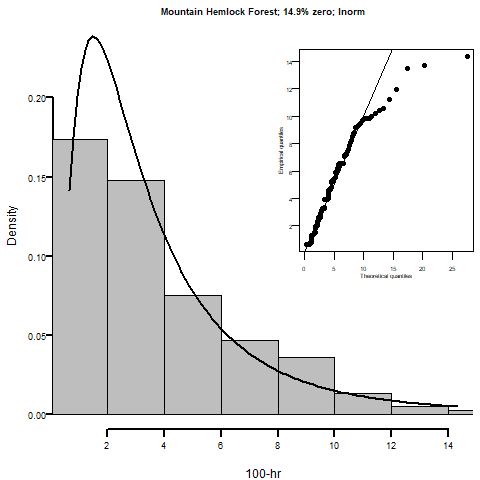 Mountain Hemlock Forest; 14.9% zero; lnorm
Density
0.20
0.15
0.10
0.05
0.00
2 4 6 8 10 12 14
100-hr
Empirical quantiles
14
12
10
8
6
4
2
0 5 10 15 20 25
Theoretical quantiles